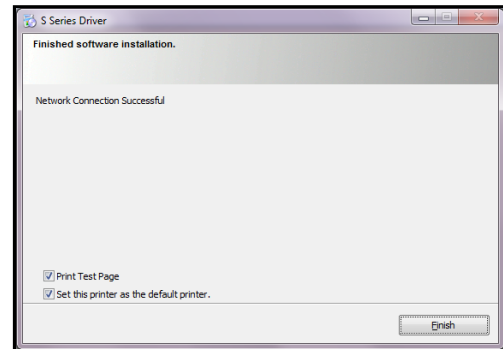 S Series Driver
Finished software installation.
Network Connection Successful
Print Test Page
Set this printer as the default printer.
Finish